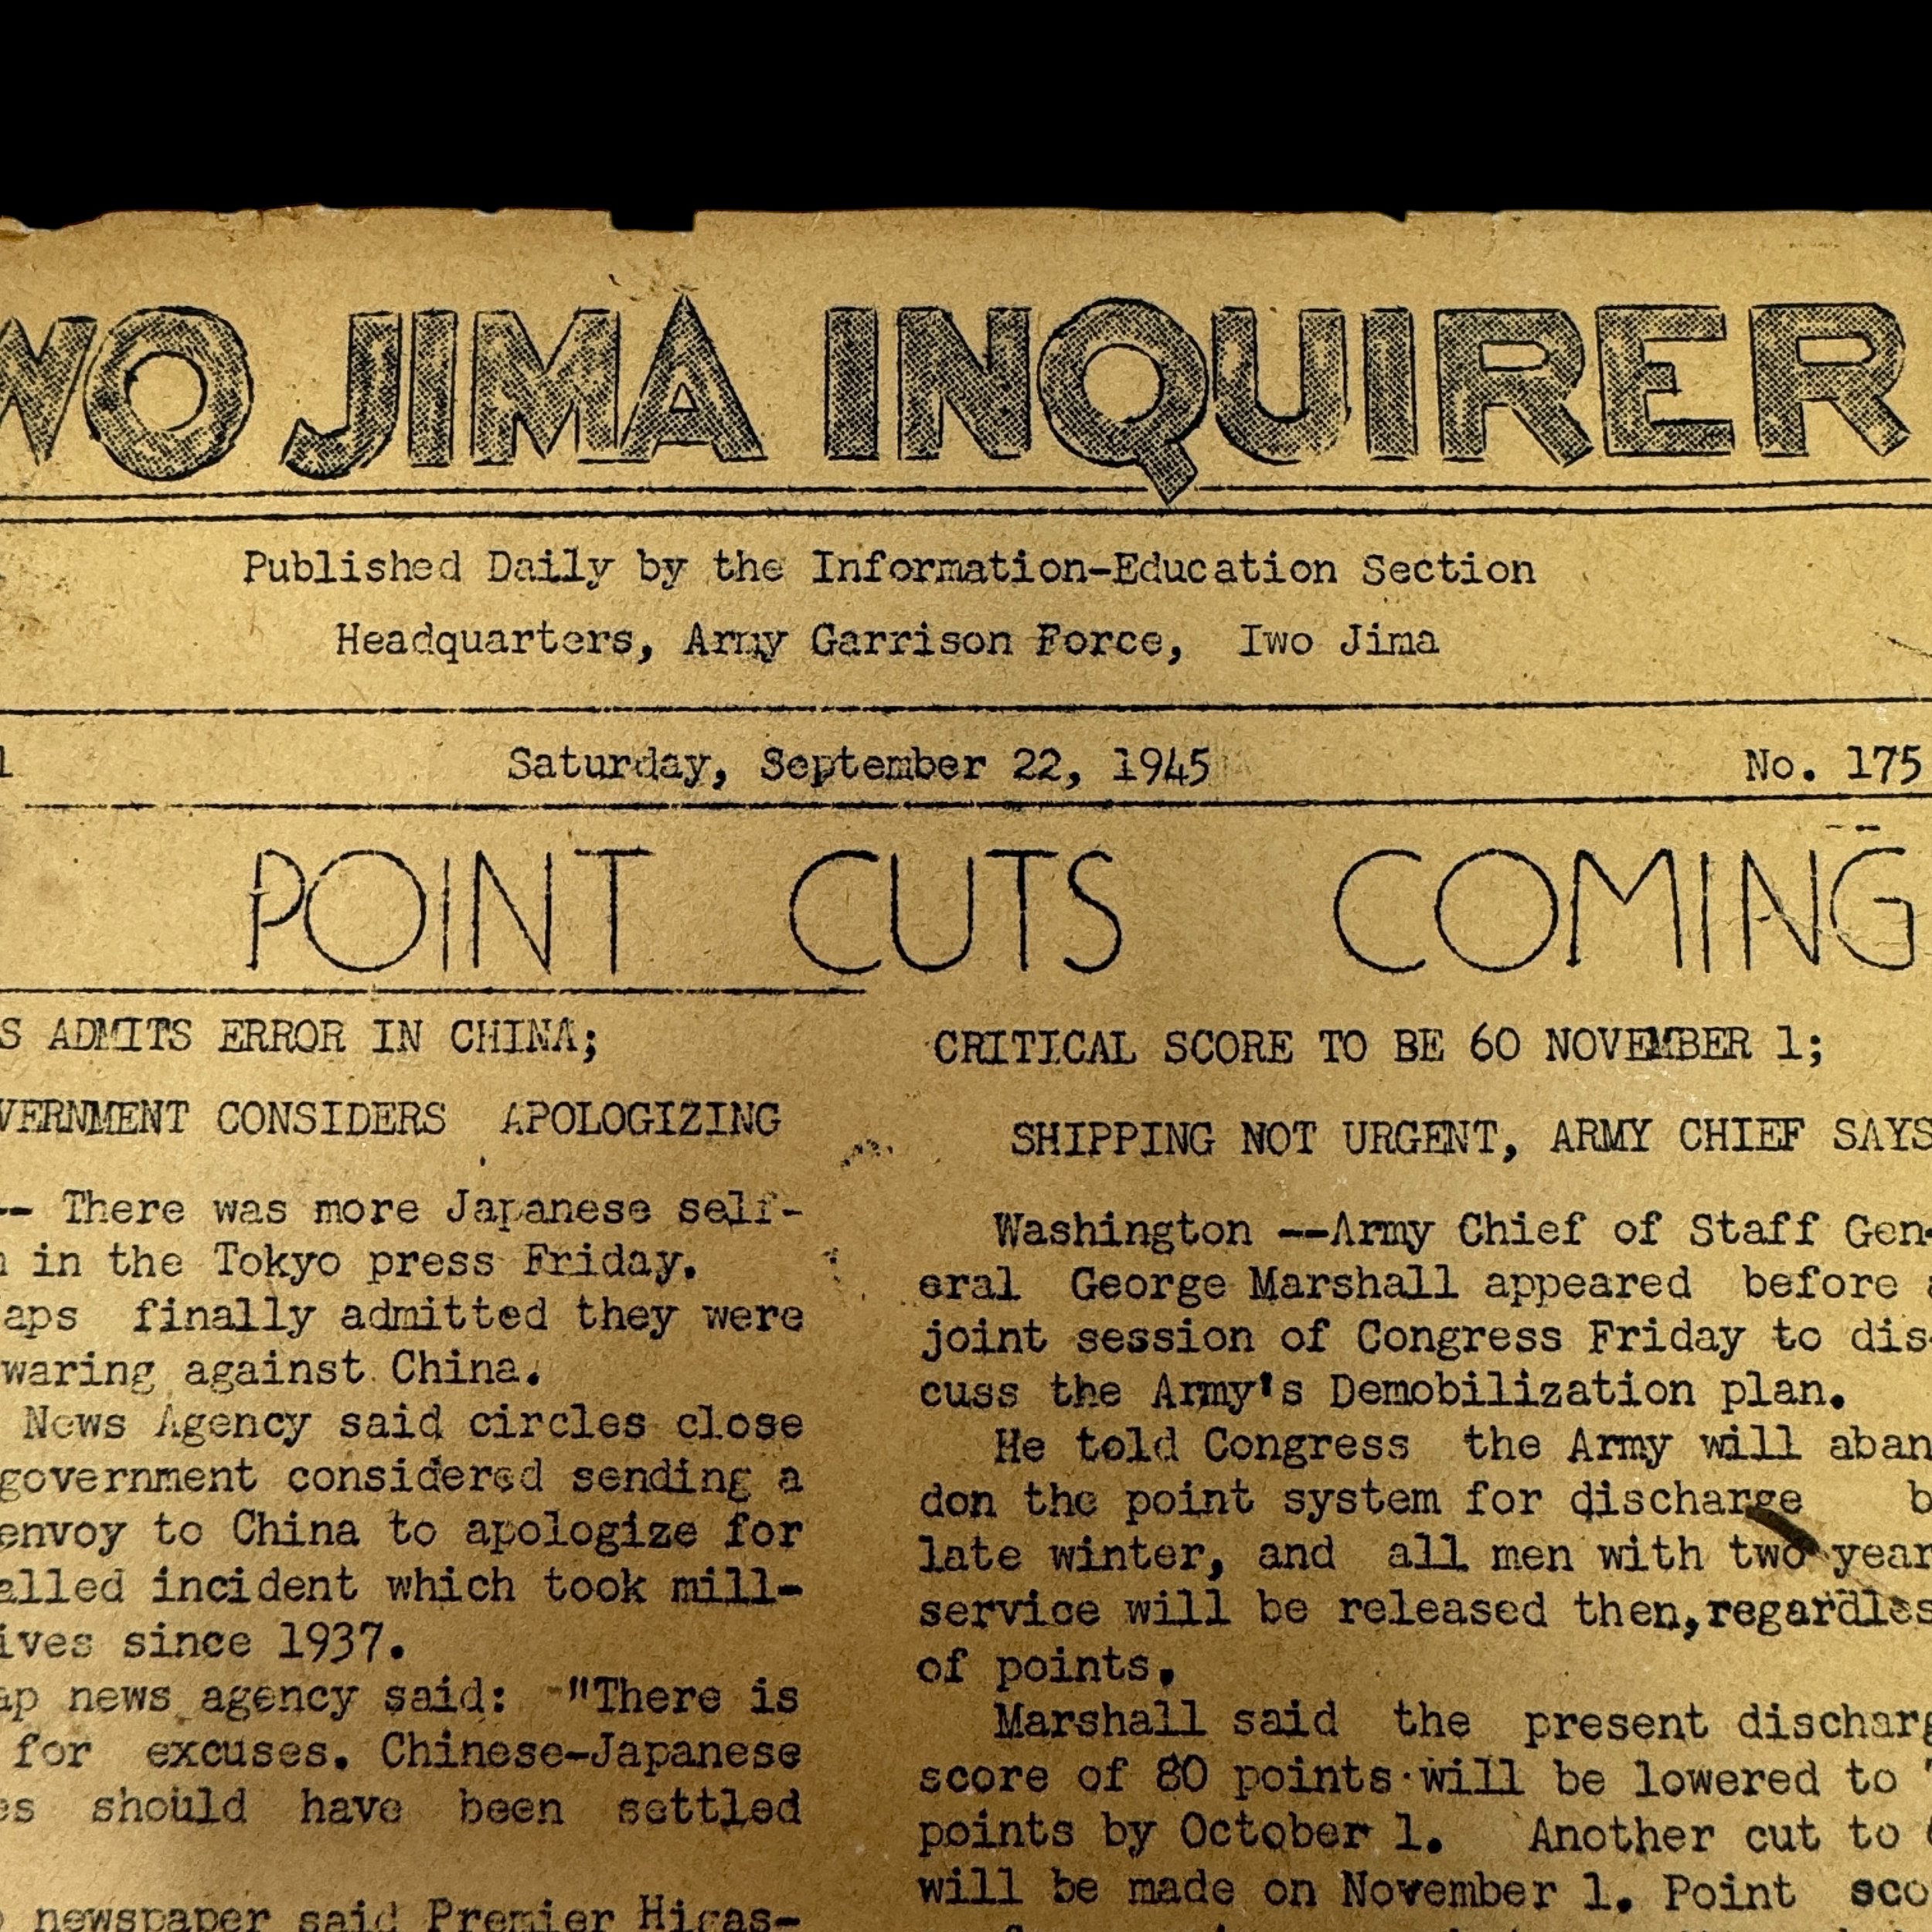 WO JIMA INQUIRER
Published Daily by the Information-Education Section
Headquarters, Army Garrison Force, Iwo Jima
1 Saturday, September 22, 1945 No. 175
POINT CUTS COMING
S ADMITS ERROR IN CHINA;
VERNMENT CONSIDERS APOLOGIZING
-- There was more Japanese self-
in the Tokyo press Friday.
aps finally admitted they were
waring against China.
News Agency said circles close
government considered sending a
envoy to China to apologize for
alled incident which took mill-
ives since 1937.
ap news agency said: "There is
for excuses. Chinese-Japanese
es should have been settled
newspaper said Premier Higas-
CRITICAL SCORE TO BE 60 NOVEMBER 1;
SHIPPING NOT URGENT, ARMY CHIEF SAYS
Washington --Army Chief of Staff Gen-
eral George Marshall appeared before a
joint session of Congress Friday to dis-
cuss the Army's Demobilization plan.
He told Congress the Army will aban
don the point system for discharge b
late winter, and all men with two year
service will be released then,regardles
of points.
Marshall said the present discharg
score of 80 points will be lowered to
points by October 1. Another cut to
will be made on November 1. Point sco